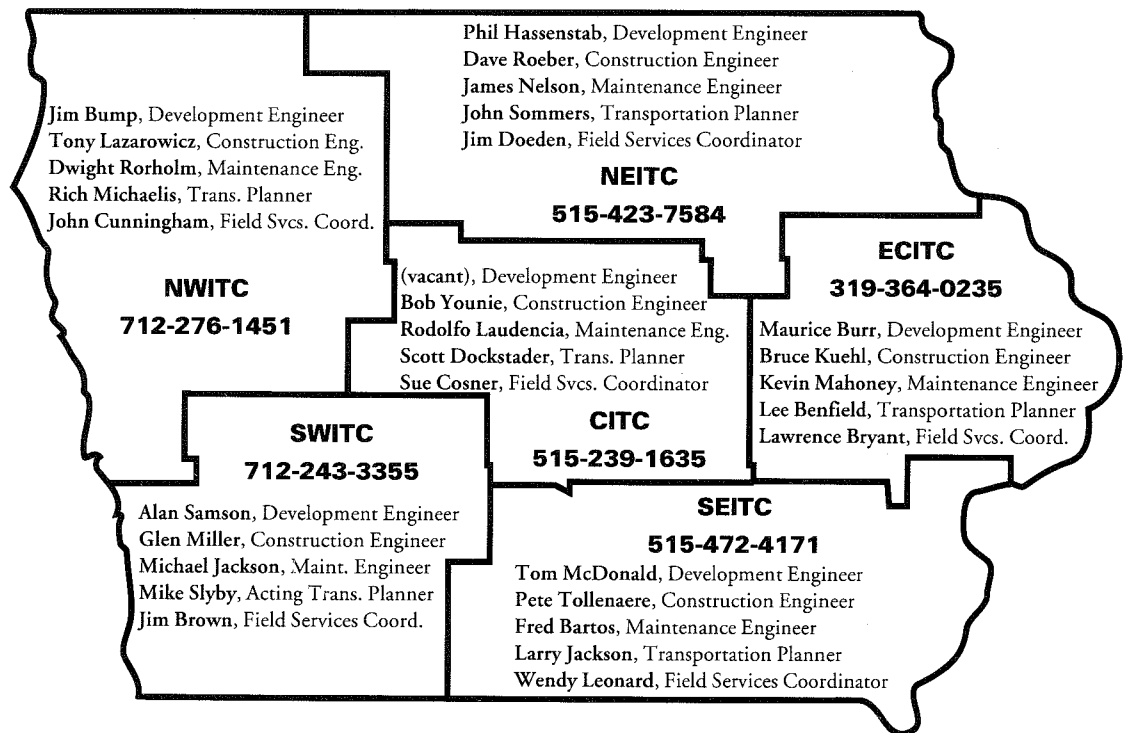 Phil Hassenstab, Development Engineer
Dave Roeber, Construction Engineer
James Nelson, Maintenance Engineer
John Sommers, Transportation Planner
Jim Doeden, Field Services Coordinator
NEITC
515-423-7584
Jim Bump, Development Engineer
Tony Lazarowicz, Construction Eng.
Dwight Rorholm, Maintenance Eng.
Rich Michaelis, Trans. Planner
John Cunningham, Field Svcs. Coord.
NWITC
712-276-1451
(vacant), Development Engineer
Bob Younie, Construction Engineer
Rodolfo Laudencia, Maintenance Eng.
Scott Dockstader, Trans. Planner
Sue Cosner, Field Svcs. Coordinator
CITC
515-239-1635
ECITC
319-364-0235
Maurice Burr, Development Engineer
Bruce Kuehl, Construction Engineer
Kevin Mahoney, Maintenance Engineer
Lee Benfield, Transportation Planner
Lawrence Bryant, Field Svcs. Coord.
SWITC
712-243-3355
Alan Samson, Development Engineer
Glen Miller, Construction Engineer
Michael Jackson, Maint. Engineer
Mike Slyby, Acting Trans. Planner
Jim Brown, Field Services Coord.
SEITC
515-472-4171
Tom McDonald, Development Engineer
Pete Tollenaere, Construction Engineer
Fred Bartos, Maintenance Engineer
Larry Jackson, Transportation Planner
Wendy Leonard, Field Services Coordinator